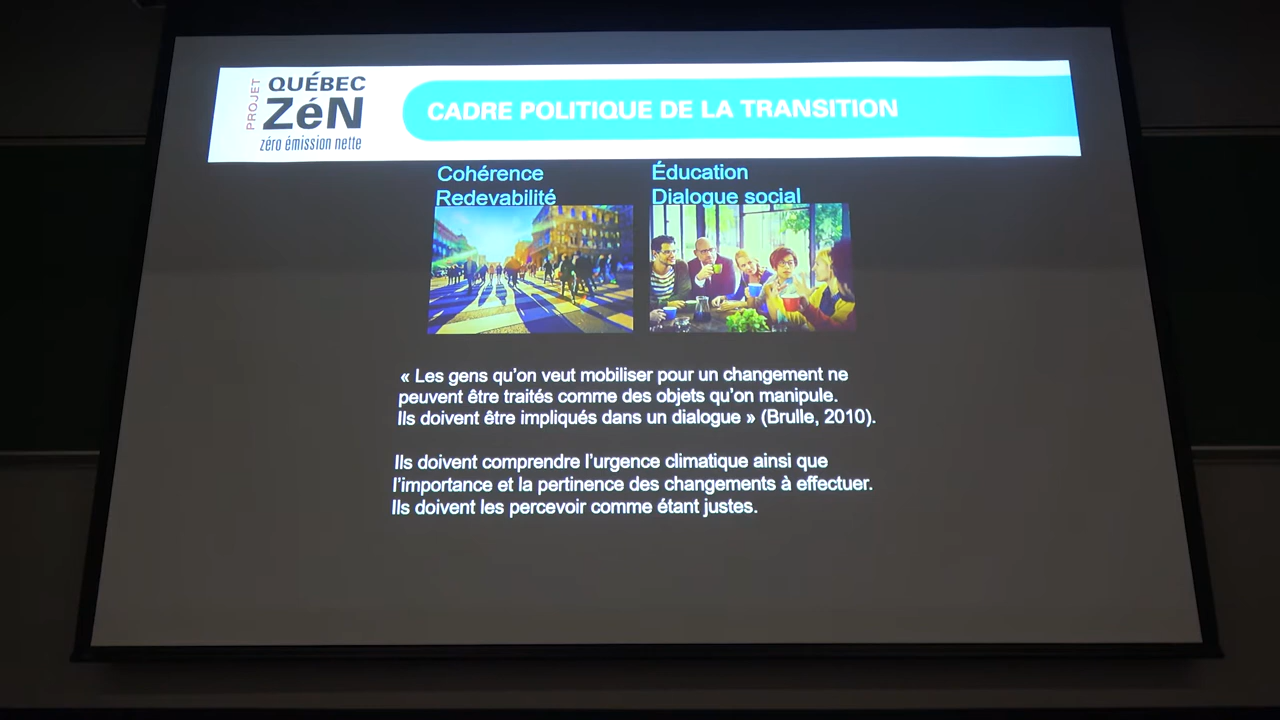 PROJET
QUÉBEC
ZéN
zéro émission nette
CADRE POLITIQUE DE LA TRANSITION
Cohérence
Redevabilité
Éducation
Dialogue social
« Les gens qu’on veut mobiliser pour un changement ne
peuvent être traités comme des objets qu’on manipule.
Ils doivent être impliqués dans un dialogue » (Brulle, 2010).
Ils doivent comprendre l’urgence climatique ainsi que
l’importance et la pertinence des changements à effectuer.
Ils doivent les percevoir comme étant justes.